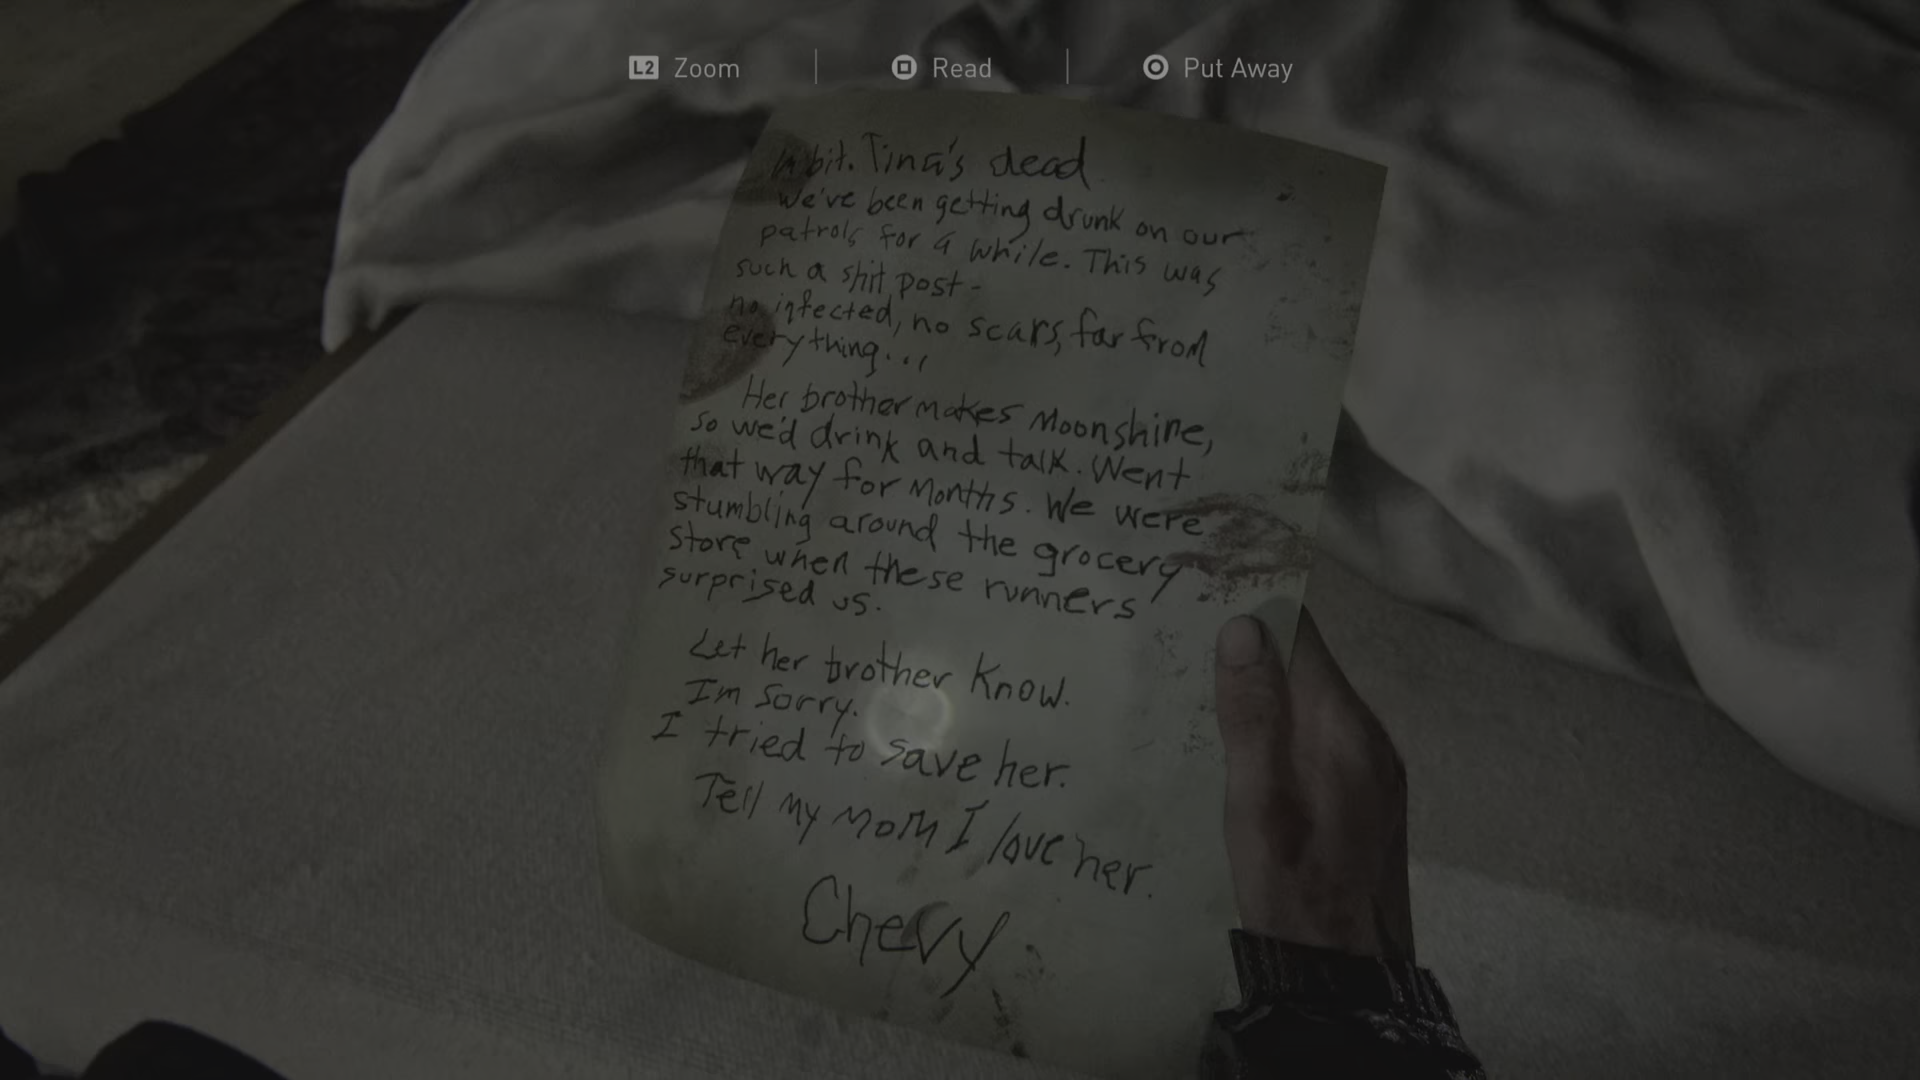 L2 Zoom | Read | Put Away
bit. Tina's dead
We've been getting drunk on our
patrols for a while. This was
such a shit post-
no infected, no scars, far from
everything...
Her brother makes Moonshine,
so we'd drink and talk. Went
that way for Months. We were
stumbling around the grocery
store when these runners
surprised us.
Let her brother know.
Im sorry.
I tried to save her.
Tell my mom I love her.
Chevy